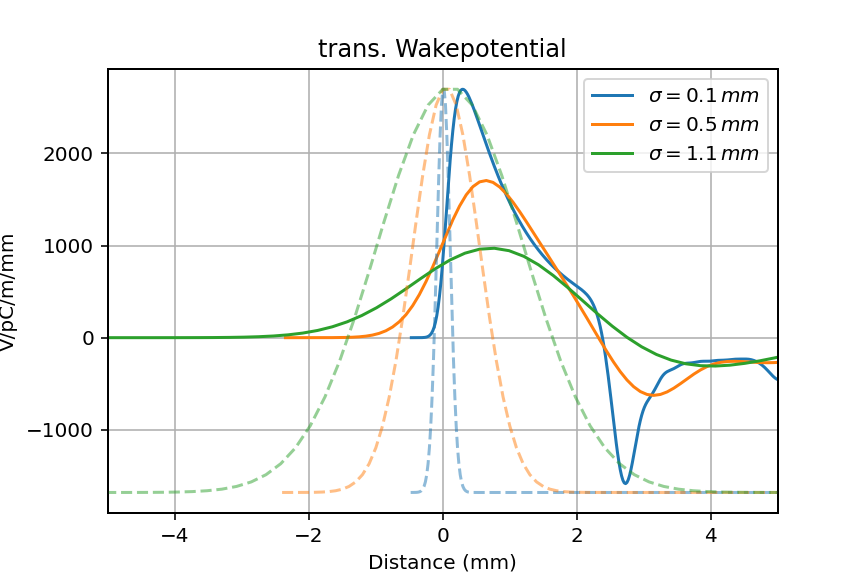 trans. Wakepotential
σ = 0.1 mm
σ = 0.5 mm
σ = 1.1 mm
V/pC/m/mm
2000
1000
0
−1000
−4
−2
0
2
4
Distance (mm)